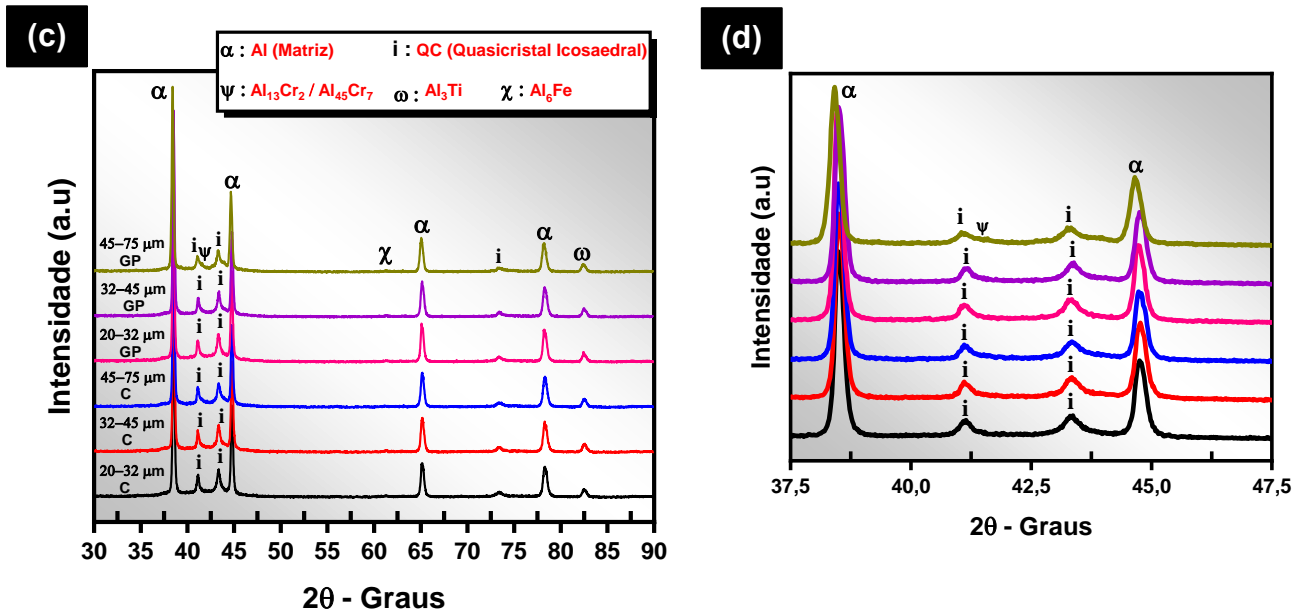 (c)
α : Al (Matriz) i : QC (Quasicristal Icosaedral)
ψ : Al13Cr2 / Al45Cr7 ω : Al3Ti χ : Al6Fe
Intensidade (a.u)
α
α
i
ψ
i
χ
α
i
α
ω
45–75 μm
GP
i
i
32–45 μm
GP
i
i
20–32 μm
GP
i
i
45–75 μm
C
i
i
32–45 μm
C
i
i
20–32 μm
C
30 35 40 45 50 55 60 65 70 75 80 85 90
2θ - Graus
(d)
Intensidade (a.u)
α
α
i
ψ
i
i
i
i
i
i
i
i
i
i
i
37,5 40,0 42,5 45,0 47,5
2θ - Graus